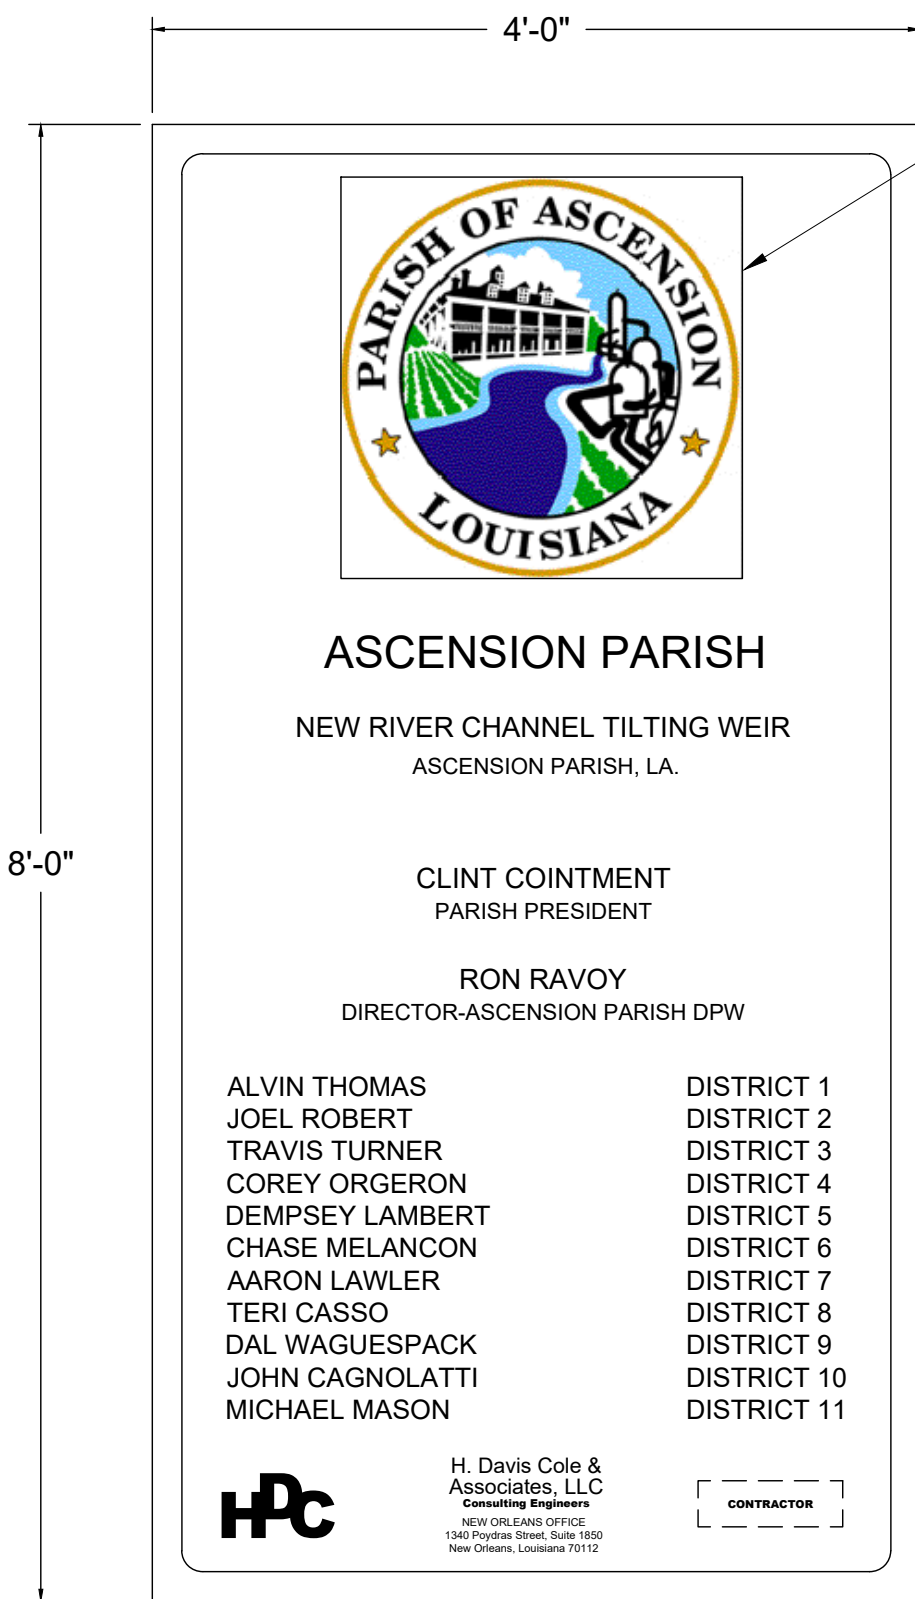 4'-0"
8'-0"
PARISH OF ASCENSION
LOUISIANA
ASCENSION PARISH
NEW RIVER CHANNEL TILTING WEIR
ASCENSION PARISH, LA.
CLINT COINTMENT
PARISH PRESIDENT
RON RAVOY
DIRECTOR-ASCENSION PARISH DPW
ALVIN THOMAS DISTRICT 1
JOEL ROBERT DISTRICT 2
TRAVIS TURNER DISTRICT 3
COREY ORGERON DISTRICT 4
DEMPSEY LAMBERT DISTRICT 5
CHASE MELANCON DISTRICT 6
AARON LAWLER DISTRICT 7
TERI CASSO DISTRICT 8
DAL WAGUESPACK DISTRICT 9
JOHN CAGNOLATTI DISTRICT 10
MICHAEL MASON DISTRICT 11
HDC
H. Davis Cole &
Associates, LLC
Consulting Engineers
NEW ORLEANS OFFICE
1340 Poydras Street, Suite 1850
New Orleans, Louisiana 70112
CONTRACTOR